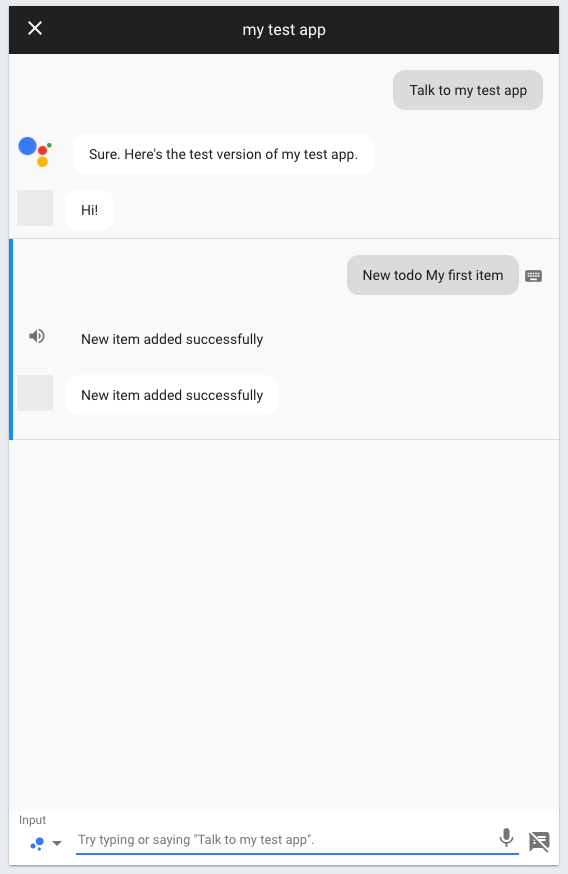 my test app
Talk to my test app
Sure. Here's the test version of my test app.
Hi!
New todo My first item
New item added successfully
New item added successfully
Input
Try typing or saying "Talk to my test app".